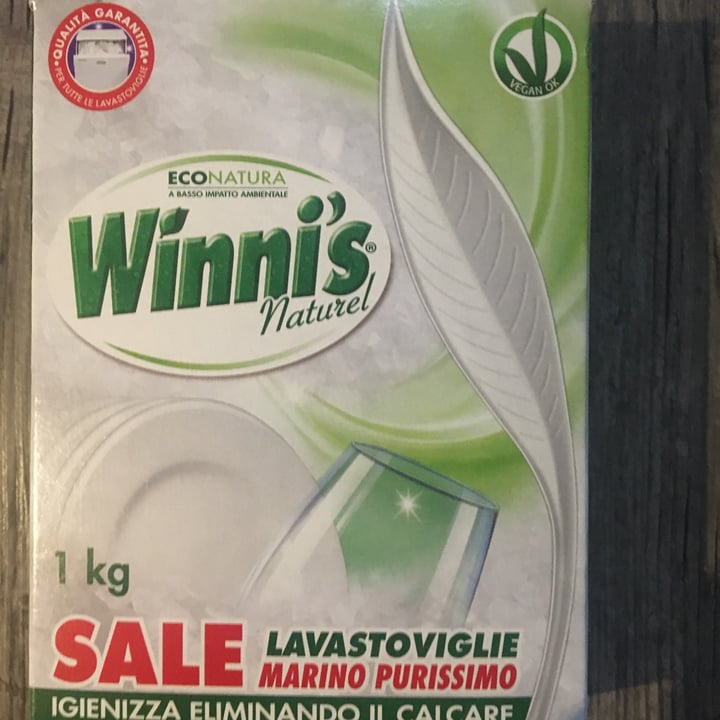 •QUALITÀ GARANTITA•
PER TUTTE LE LAVASTOVIGLIE
VEGAN OK
ECONATURA
A BASSO IMPATTO AMBIENTALE
Winni's®
Naturel
1 kg
SALE LAVASTOVIGLIE
MARINO PURISSIMO
IGIENIZZA ELIMINANDO IL CALCARE